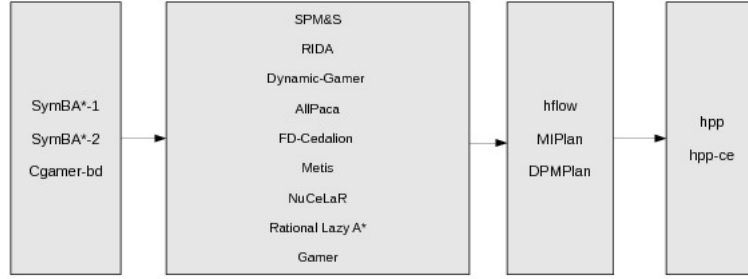 SymBA*-1
SymBA*-2
Cgamer-bd
SPM&S
RIDA
Dynamic-Gamer
AllPaca
FD-Cedalion
Metis
NuCeLaR
Rational Lazy A*
Gamer
hflow
MIPlan
DPMPlan
hpp
hpp-ce